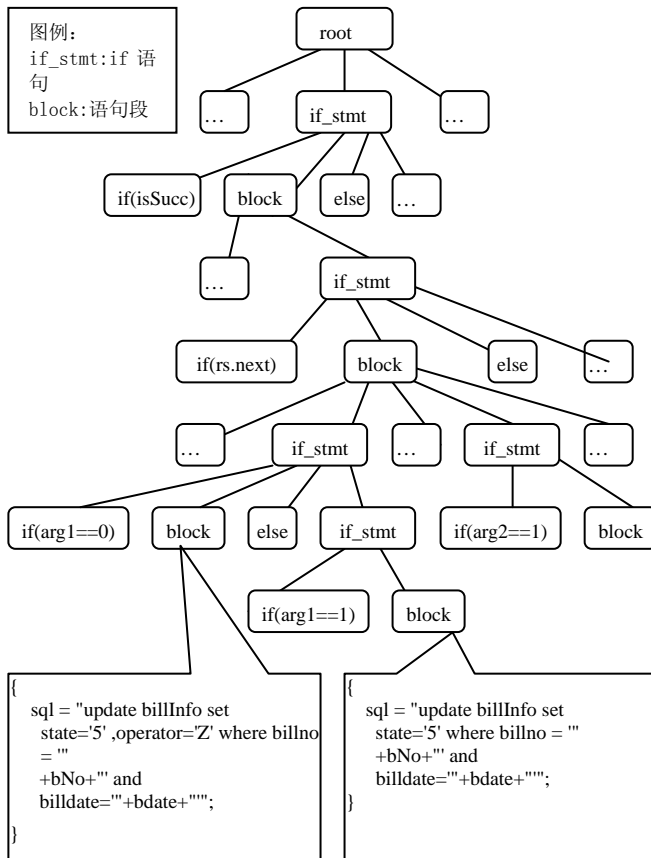 图例：
if_stmt:if 语
句
block:语句段
root
… if_stmt …
if(isSucc) block else …
… if_stmt
if(rs.next) block else …
… if_stmt … if_stmt …
if(arg1==0) block else if_stmt if(arg2==1) block
if(arg1==1) block
{
sql = "update billInfo set
state='5' ,operator='Z' where billno
= '"
+bNo+"' and
billdate='"+bdate+"'";
}
{
sql = "update billInfo set
state='5' where billno = '"
+bNo+"' and
billdate='"+bdate+"'";
}